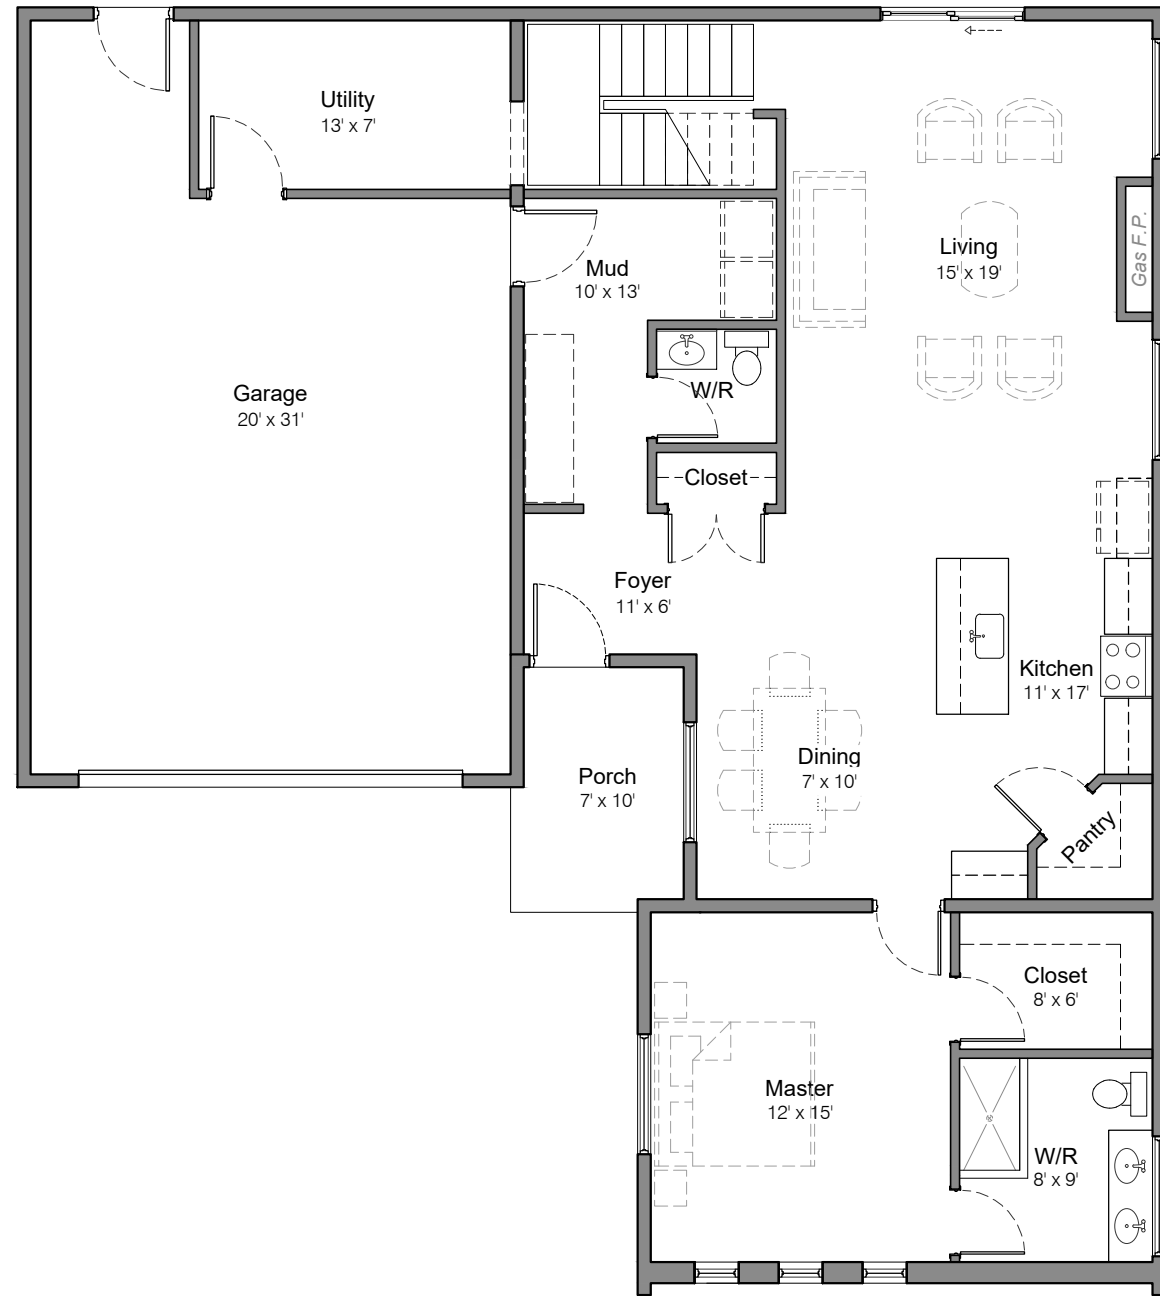 Utility
13' x 7'
Living
15' x 19'
Gas F.P.
Mud
10' x 13'
Garage
20' x 31'
W/R
Closet
Foyer
11' x 6'
Kitchen
11' x 17'
Dining
7' x 10'
Porch
7' x 10'
Pantry
Closet
8' x 6'
Master
12' x 15'
W/R
8' x 9'